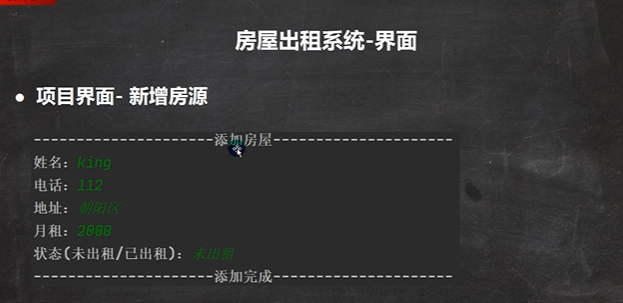 房屋出租系统-界面
项目界面- 新增房源
---------------------添加房屋---------------------
姓名：king
电话：112
地址：朝阳区
月租：2000
状态(未出租/已出租)：未出租
---------------------添加完成---------------------